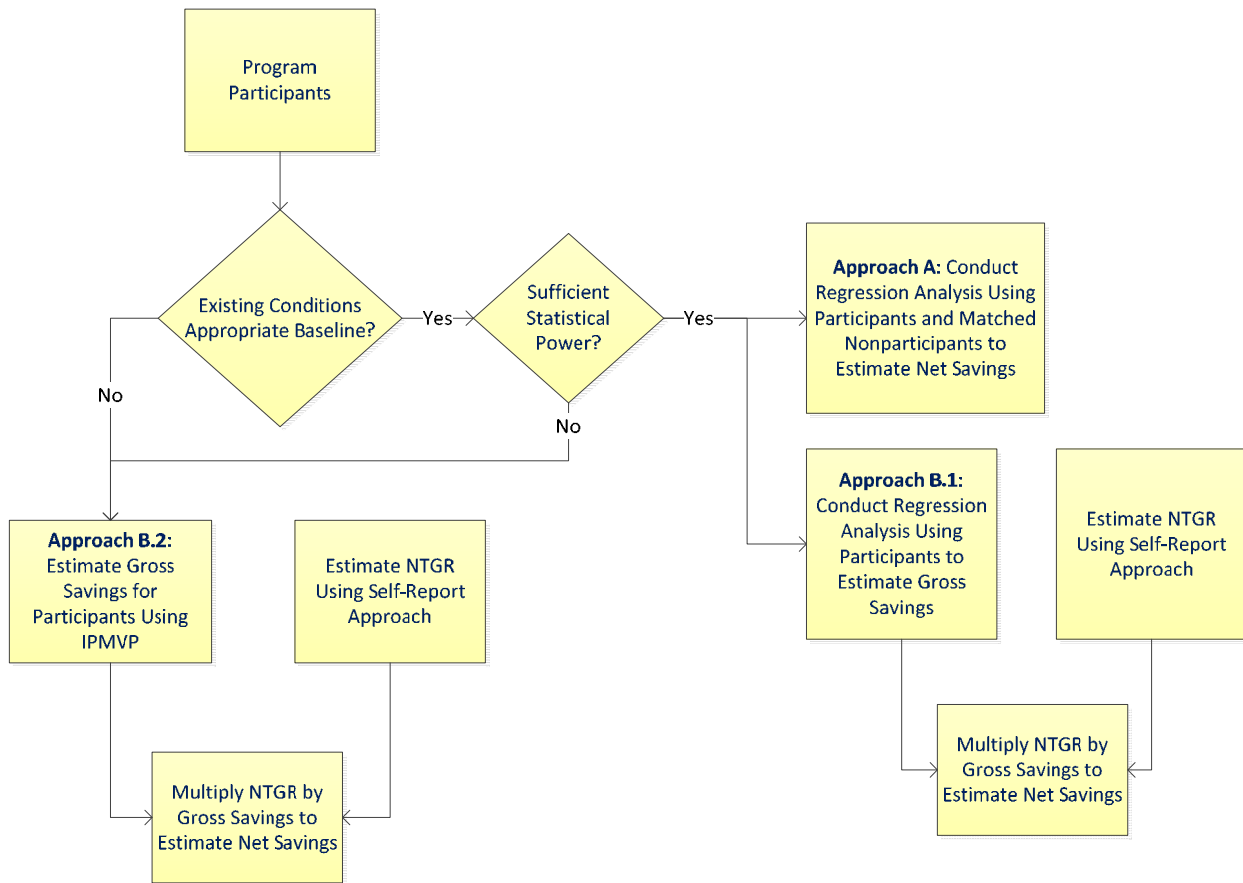 Program
Participants
Existing Conditions
Appropriate Baseline?
Yes
No
Sufficient
Statistical
Power?
Yes
No
Approach A: Conduct
Regression Analysis Using
Participants and Matched
Nonparticipants to
Estimate Net Savings
Approach B.1:
Conduct Regression
Analysis Using
Participants to
Estimate Gross
Savings
Estimate NTGR
Using Self-Report
Approach
Multiply NTGR by
Gross Savings to
Estimate Net Savings
Approach B.2:
Estimate Gross
Savings for
Participants Using
IPMVP
Estimate NTGR
Using Self-Report
Approach
Multiply NTGR by
Gross Savings to
Estimate Net Savings